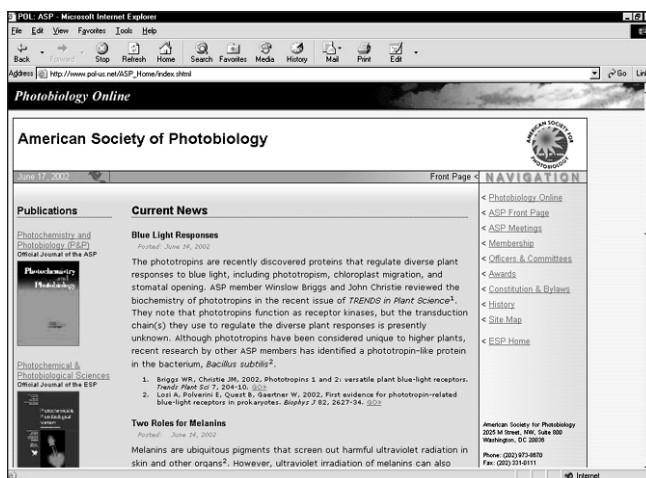 POL: ASP - Microsoft Internet Explorer
File Edit View Favorites Tools Help
Back Forward Stop Refresh Home Search Favorites Media History Mail Print Edit
Address http://www.pol-us.net/ASP_Home/index.shtml Go Lin
Photobiology Online
American Society of Photobiology
AMERICAN SOCIETY FOR PHOTOBIOLOGY
June 17, 2002 Front Page < NAVIGATION
Publications
Photochemistry and
Photobiology (P&P)
Official Journal of the ASP
Photochemistry
and
Photobiology
Photochemical &
Photobiological Sciences
Official Journal of the ESP
Current News
Blue Light Responses
Posted: June 14, 2002
The phototropins are recently discovered proteins that regulate diverse plant
responses to blue light, including phototropism, chloroplast migration, and
stomatal opening. ASP member Winslow Briggs and John Christie reviewed the
biochemistry of phototropins in the recent issue of TRENDS in Plant Science¹.
They note that phototropins function as receptor kinases, but the transduction
chain(s) they use to regulate the diverse plant responses is presently
unknown. Although phototropins have been considered unique to higher plants,
recent research by other ASP members has identified a phototropin-like protein
in the bacterium, Bacillus subtilis².
1. Briggs WR, Christie JM, 2002, Phototropins 1 and 2: versatile plant blue-light receptors.
Trends Plant Sci 7, 204-10. GO>
2. Losi A, Polverini E, Quest B, Gaertner W, 2002, First evidence for phototropin-related
blue-light receptors in prokaryotes. Biophys J 82, 2627-34. GO>
Two Roles for Melanins
Posted: June 14, 2002
Melanins are ubiquitous pigments that screen out harmful ultraviolet radiation in
skin and other organs². However, ultraviolet irradiation of melanins can also
< Photobiology Online
< ASP Front Page
< ASP Meetings
< Membership
< Officers & Committees
< Awards
< Constitution & Bylaws
< History
< Site Map
< ESP Home
American Society for Photobiology
2025 M Street, NW, Suite 800
Washington, DC 20036
Phone: (202) 973-8670
Fax: (202) 331-0111
Internet